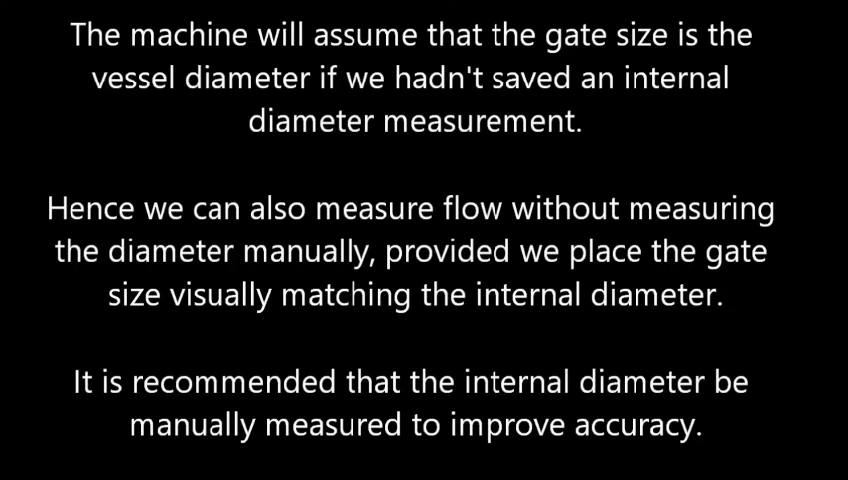 The machine will assume that the gate size is the
vessel diameter if we hadn't saved an internal
diameter measurement.
Hence we can also measure flow without measuring
the diameter manually, provided we place the gate
size visually matching the internal diameter.
It is recommended that the internal diameter be
manually measured to improve accuracy.